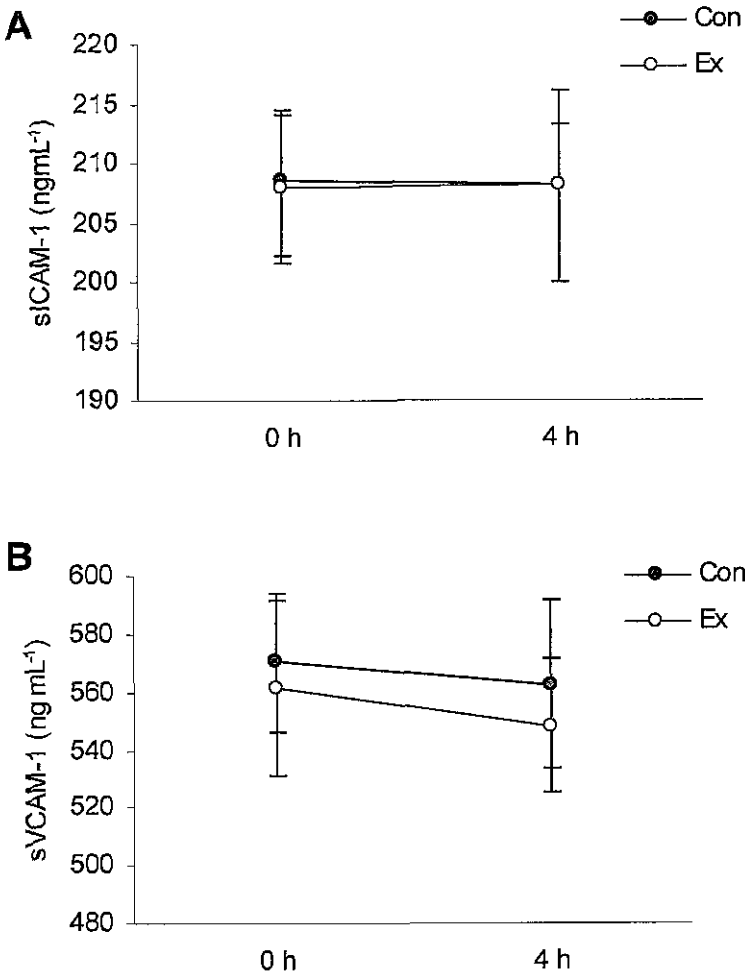 A
Con
Ex
sICAM-1 (ngmL⁻¹)
220
215
210
205
200
195
190
0 h 4 h
B
Con
Ex
sVCAM-1 (ng mL⁻¹)
600
580
560
540
520
500
480
0 h 4 h